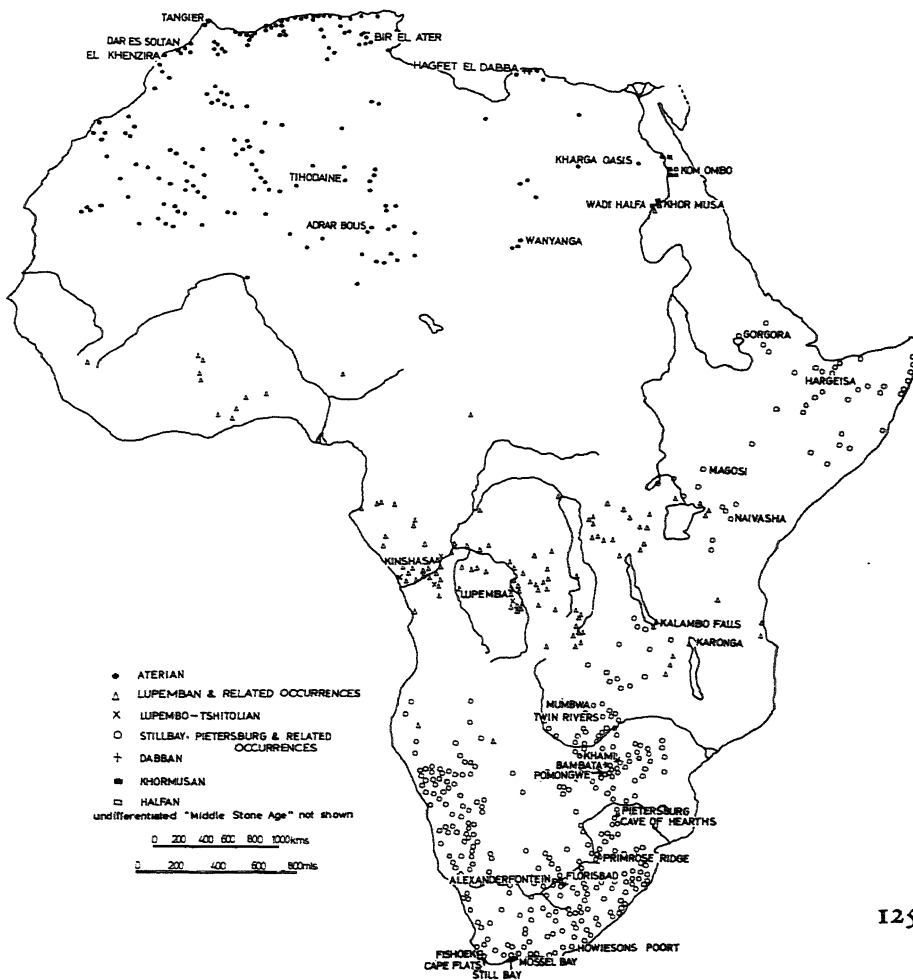 TANGIER
DAR ES SOLTAN
EL KHENZIRA
BIR EL ATER
HAGFET EL DABBA
KHARGA OASIS
KOM OMBO
TIHODAINE
WADI HALFA
KHOR MUSA
ADRAR BOUS
WANYANGA
GORGORA
HARGEISA
MAGOSI
NAIVASHA
KINSHASA
LUPEMBA
KALAMBO FALLS
KARONGA
MUMBWA
TWIN RIVERS
KHAMI
BAMBATA
POMONGWE
PIETERSBURG
CAVE OF HEARTHS
PRIMROSE RIDGE
ALEXANDERFONTEIN
FLORISBAD
HOWIESONS POORT
FISHOEK
CAPE FLATS
MOSSEL BAY
STILL BAY
ATERIAN
LUPEMBAN & RELATED OCCURRENCES
LUPEMBO-TSHITOLIAN
STILLBAY, PIETERSBURG & RELATED
OCCURRENCES
DABBAN
KHORMUSAN
HALFAN
undifferentiated "Middle Stone Age" not shown
0 200 400 600 800 1000kms
0 200 400 600 800mls
125